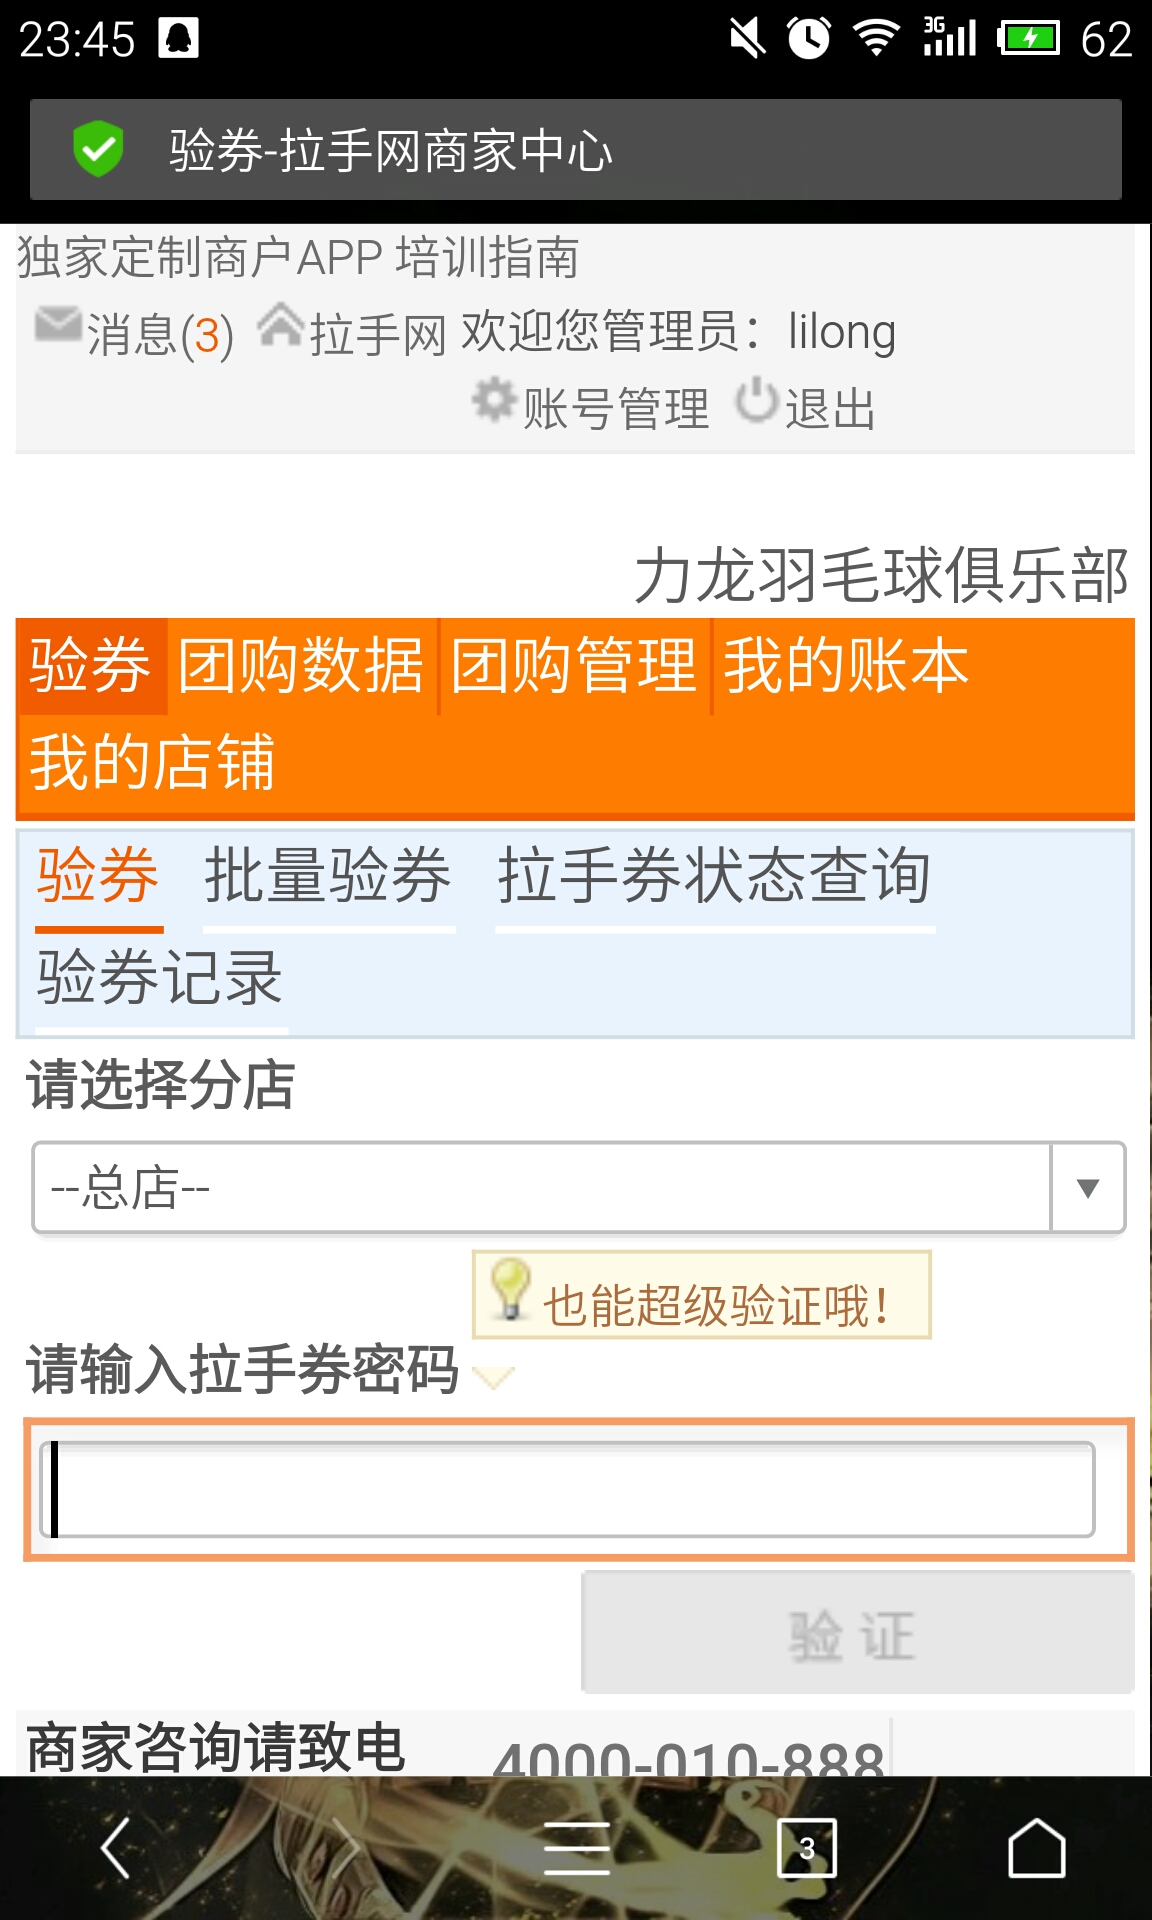 23:45 3G 62
验券-拉手网商家中心
独家定制商户APP 培训指南
消息(3) 拉手网 欢迎您管理员：lilong
账号管理 退出
力龙羽毛球俱乐部
验券 团购数据 团购管理 我的账本
我的店铺
验券 批量验券 拉手券状态查询
验券记录
请选择分店
--总店--
也能超级验证哦！
请输入拉手券密码
验 证
商家咨询请致电 4000-010-888
3